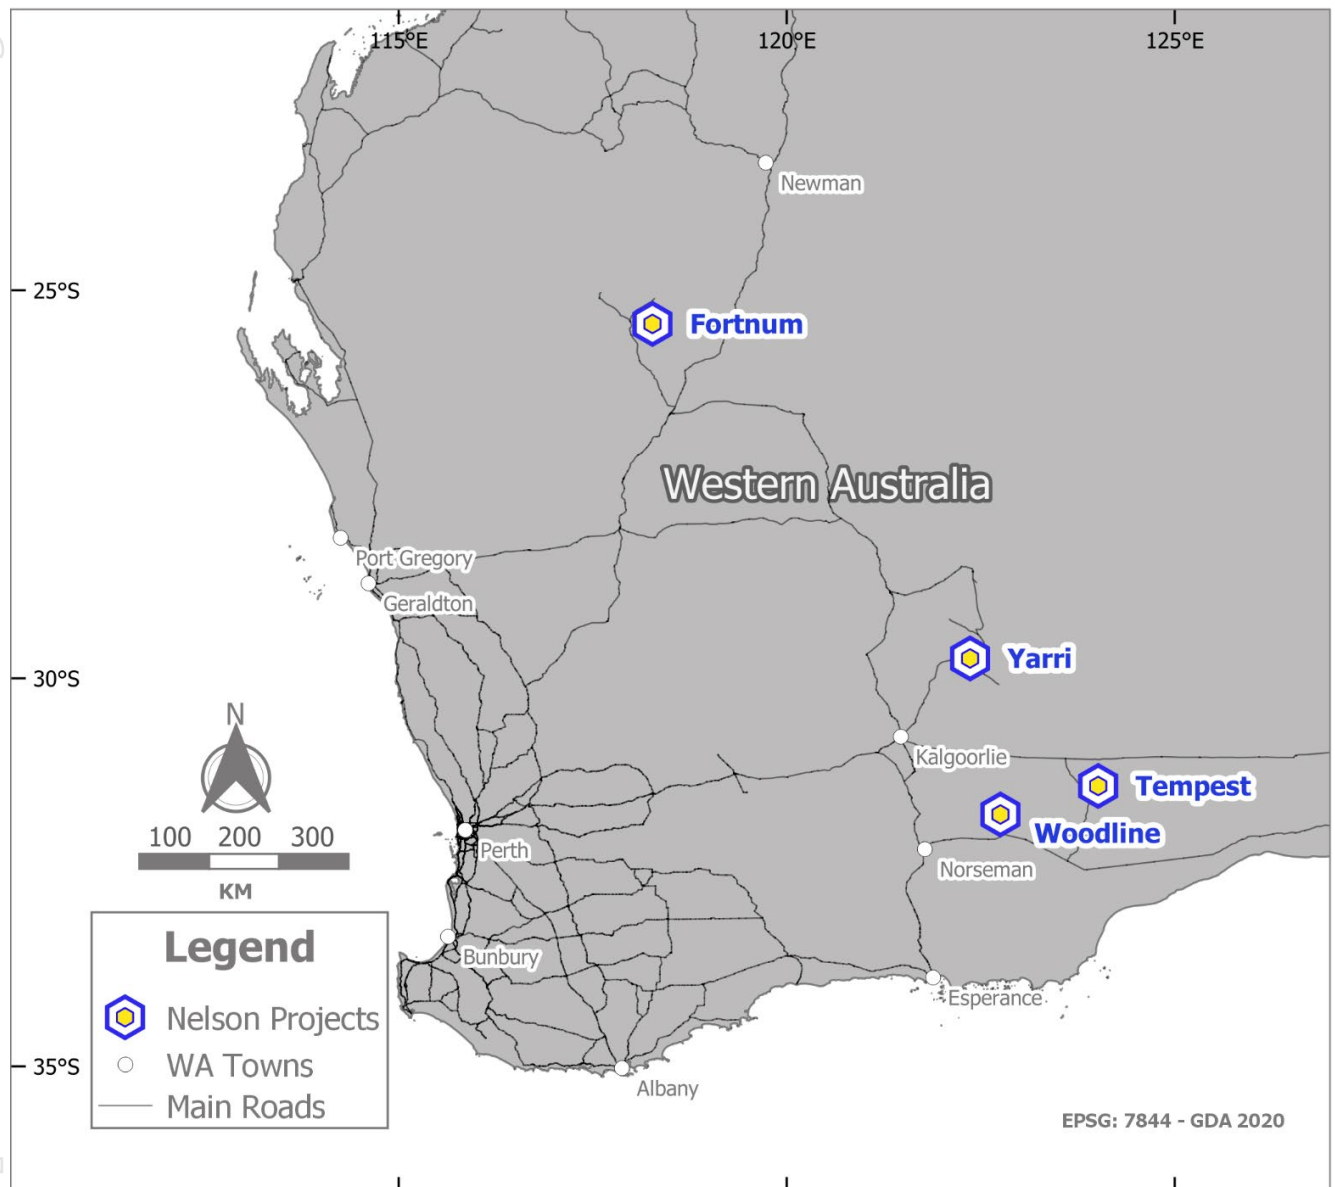 115°E
120°E
125°E
Newman
25°S
Fortnum
Western Australia
Port Gregory
Geraldton
Yarri
30°S
N
Kalgoorlie
Tempest
Woodline
100 200 300
KM
Perth
Norseman
Legend
Bunbury
Esperance
Nelson Projects
WA Towns
35°S
Main Roads
Albany
EPSG: 7844 - GDA 2020